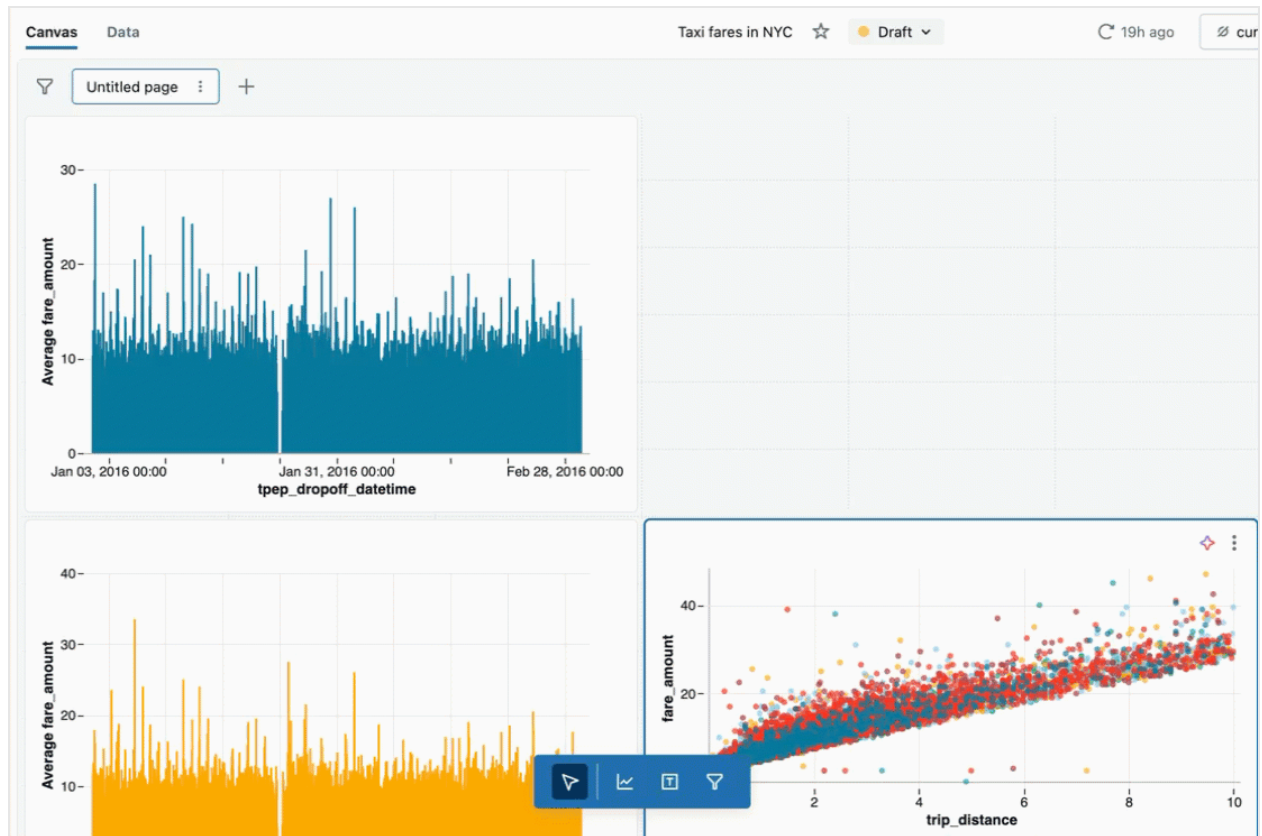 Canvas Data Taxi fares in NYC Draft 19h ago cur
Untitled page
30
20
10
0
Average fare_amount
Jan 03, 2016 00:00 Jan 31, 2016 00:00 Feb 28, 2016 00:00
tpep_dropoff_datetime
40
30
20
10
Average fare_amount
40
20
fare_amount
2 4 6 8 10
trip_distance
T